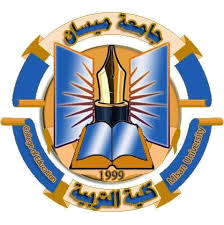 جامعة ميسان
College of Education
Misan University
1999
كلية التربية